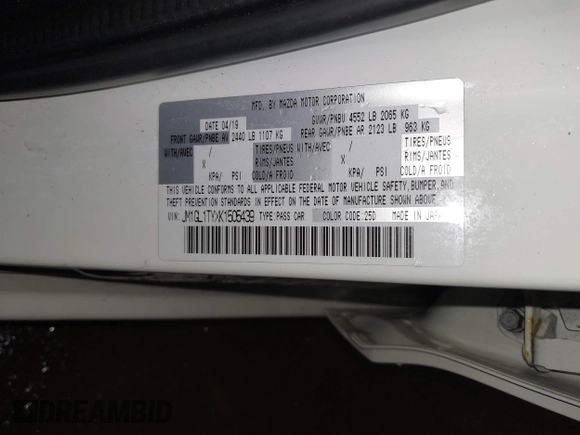 MFD. BY MAZDA MOTOR CORPORATION
DATE 04/19 GVWR/PNBV 4552 LB 2065 KG
FRONT GAWR/PNBE AV 2440 LB 1107 KG REAR GAWR/PNBE AR 2123 LB 963 KG
WITH/AVEC / TIRES/PNEUS WITH/AVEC / TIRES/PNEUS
X RIMS/JANTES X RIMS/JANTES
KPA/ PSI COLD/A FROID KPA/ PSI COLD/A FROID
THIS VEHICLE CONFORMS TO ALL APPLICABLE FEDERAL MOTOR VEHICLE SAFETY, BUMPER, AND
THEFT PREVENTION STANDARDS IN EFFECT ON THE DATE OF MANUFACTURE SHOWN ABOVE.
VIN: JM1GL1TYXK1505439 TYPE:PASS CAR COLOR CODE:25D MADE IN JAPAN
DREAMBID